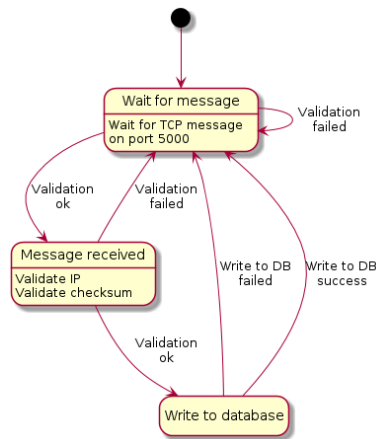 Wait for message
Wait for TCP message
on port 5000
Validation
failed
Validation
ok
Validation
failed
Message received
Validate IP
Validate checksum
Write to DB
failed
Write to DB
success
Validation
ok
Write to database